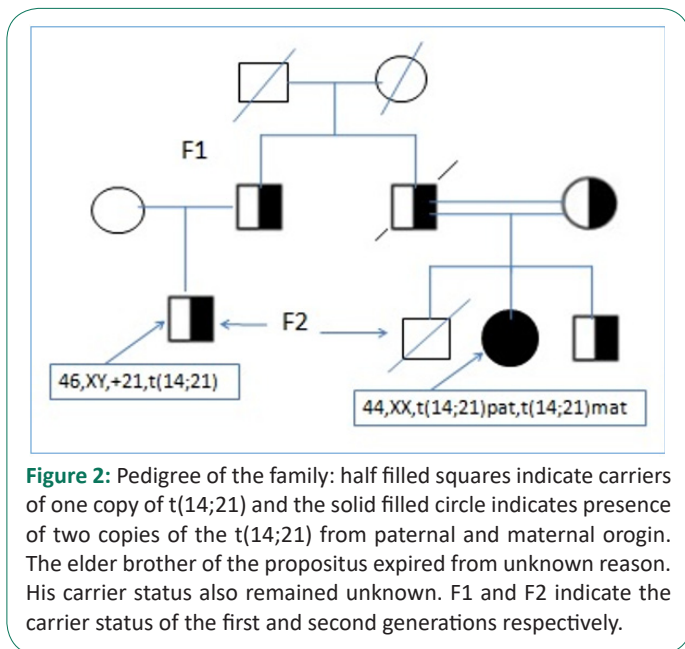 F1
F2
46,XY,+21,t(14;21)
44,XX,t(14;21)pat,t(14;21)mat
Figure 2: Pedigree of the family: half filled squares indicate carriers
of one copy of t(14;21) and the solid filled circle indicates presence
of two copies of the t(14;21) from paternal and maternal orogin.
The elder brother of the propositus expired from unknown reason.
His carrier status also remained unknown. F1 and F2 indicate the
carrier status of the first and second generations respectively.